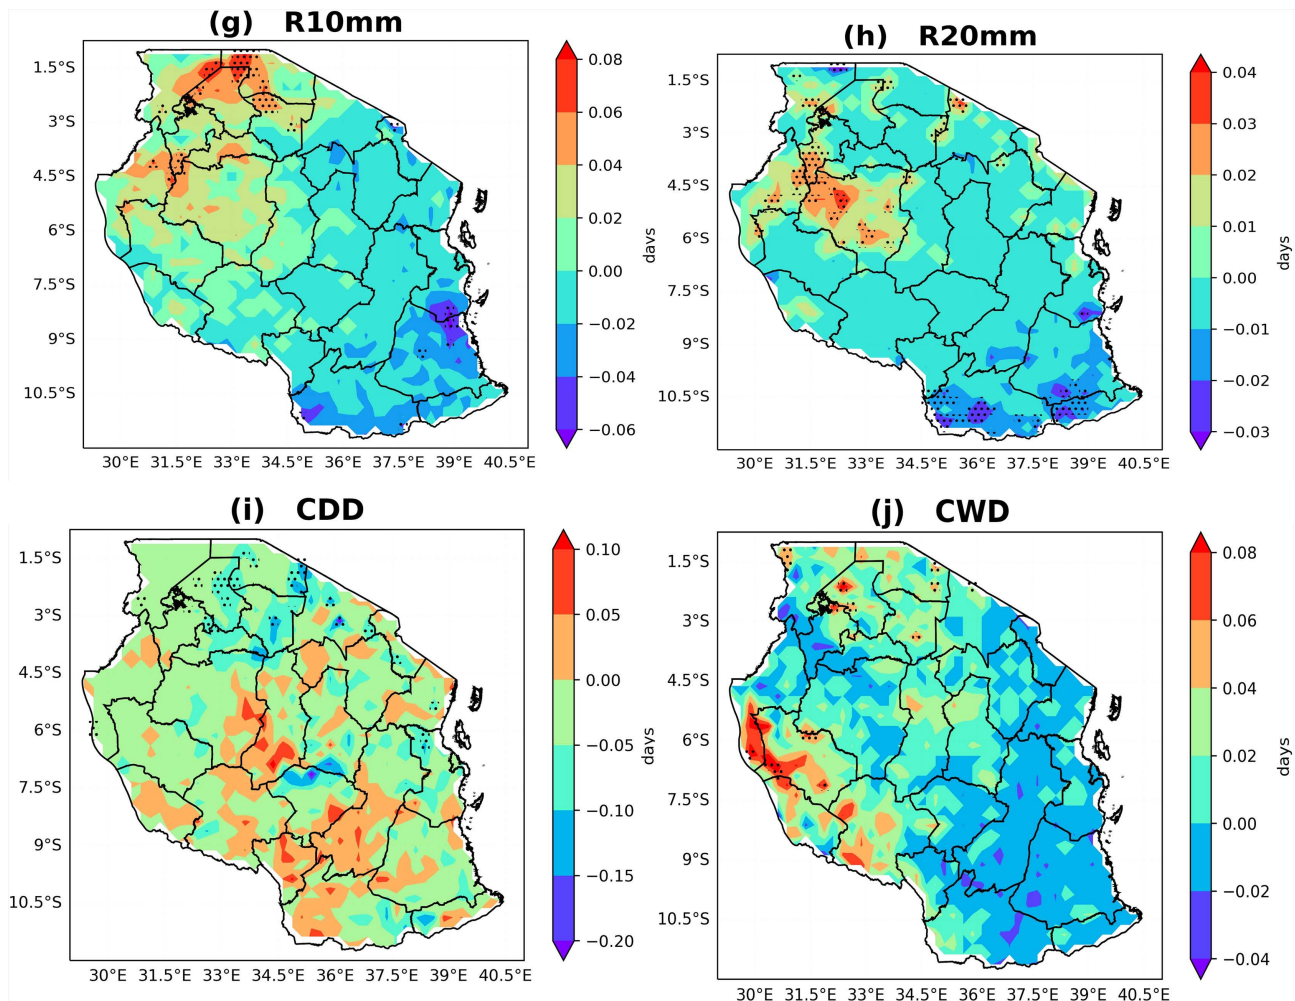 (g) R10mm
1.5°S
3°S
4.5°S
6°S
7.5°S
9°S
10.5°S
30°E 31.5°E 33°E 34.5°E 36°E 37.5°E 39°E 40.5°E
0.08
0.06
0.04
0.02
0.00
−0.02
−0.04
−0.06
days
(h) R20mm
1.5°S
3°S
4.5°S
6°S
7.5°S
9°S
10.5°S
30°E 31.5°E 33°E 34.5°E 36°E 37.5°E 39°E 40.5°E
0.04
0.03
0.02
0.01
0.00
−0.01
−0.02
−0.03
days
(i) CDD
1.5°S
3°S
4.5°S
6°S
7.5°S
9°S
10.5°S
30°E 31.5°E 33°E 34.5°E 36°E 37.5°E 39°E 40.5°E
0.10
0.05
0.00
−0.05
−0.10
−0.15
−0.20
days
(j) CWD
1.5°S
3°S
4.5°S
6°S
7.5°S
9°S
10.5°S
30°E 31.5°E 33°E 34.5°E 36°E 37.5°E 39°E 40.5°E
0.08
0.06
0.04
0.02
0.00
−0.02
−0.04
days